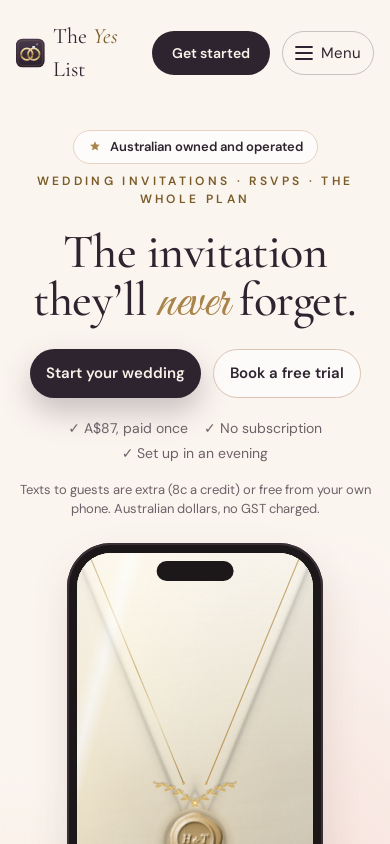 The Yes
List
Get started
Menu
Australian owned and operated
WEDDING INVITATIONS · RSVPS · THE
WHOLE PLAN
The invitation
they’ll never forget.
Start your wedding
Book a free trial
✓ A$87, paid once ✓ No subscription
✓ Set up in an evening
Texts to guests are extra (8c a credit) or free from your own
phone. Australian dollars, no GST charged.
H&T